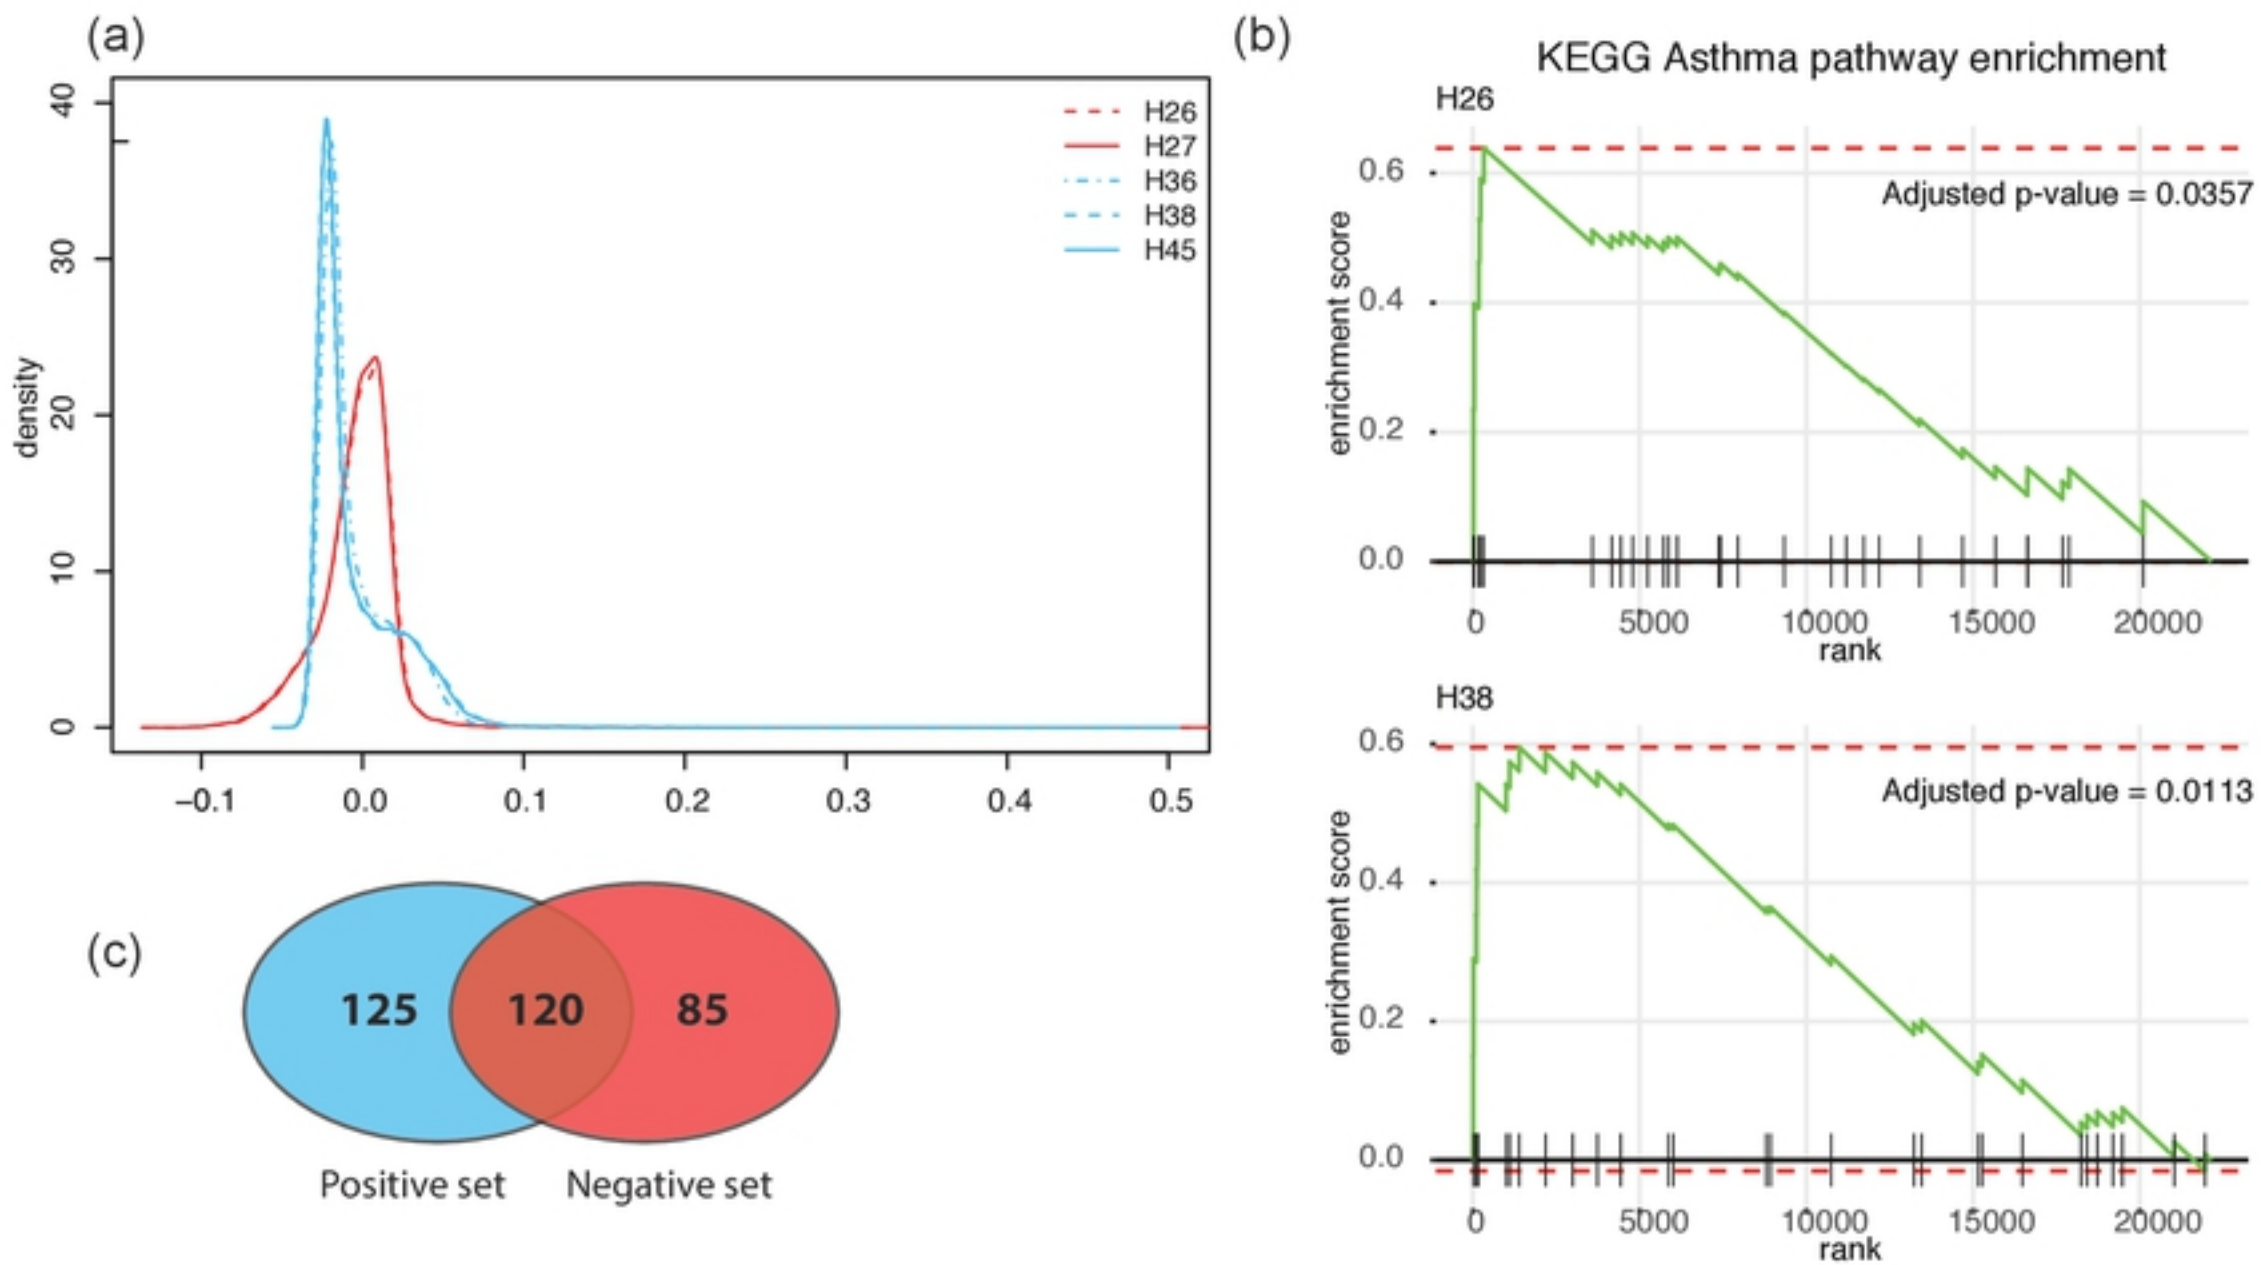 (a)
40
30
20
10
0
density
H26
H27
H36
H38
H45
−0.1 0.0 0.1 0.2 0.3 0.4 0.5
(b)
KEGG Asthma pathway enrichment
H26
Adjusted p-value = 0.0357
0.6
0.4
0.2
0.0
enrichment score
0 5000 10000 15000 20000
rank
H38
Adjusted p-value = 0.0113
0.6
0.4
0.2
0.0
enrichment score
0 5000 10000 15000 20000
rank
(c)
125 120 85
Positive set Negative set